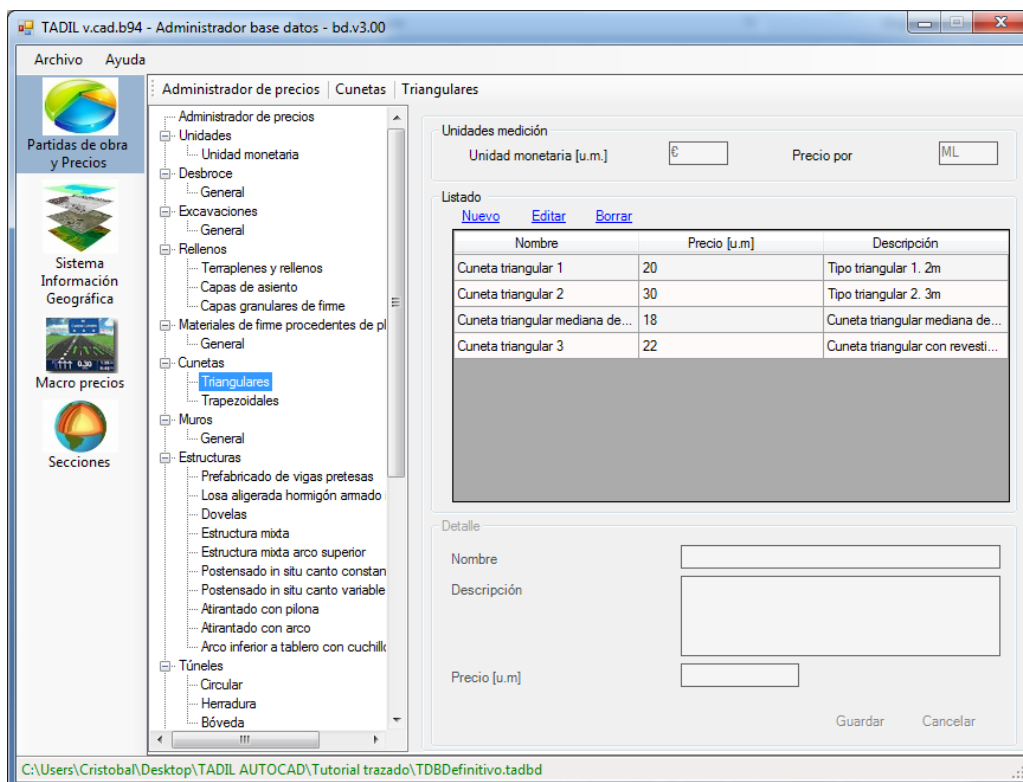 TADIL v.cad.b94 - Administrador base datos - bd.v3.00
Archivo Ayuda
Partidas de obra
y Precios
Sistema
Información
Geográfica
Macro precios
Secciones
Administrador de precios Cunetas Triangulares
Administrador de precios
Unidades
Unidad monetaria
Desbroce
General
Excavaciones
General
Rellenos
Terraplenes y rellenos
Capas de asiento
Capas granulares de firme
Materiales de firme procedentes de pl
General
Cunetas
Triangulares
Trapezoidales
Muros
General
Estructuras
Prefabricado de vigas pretesas
Losa aligerada hormigón armado
Dovelas
Estructura mixta
Estructura mixta arco superior
Postensado in situ canto constan
Postensado in situ canto variable
Atirantado con pilona
Atirantado con arco
Arco inferior a tablero con cuchillo
Túneles
Circular
Herradura
Bóveda
Unidades medición
Unidad monetaria [u.m.] € Precio por ML
Listado
Nuevo Editar Borrar
Nombre Precio [u.m] Descripción
Cuneta triangular 1 20 Tipo triangular 1. 2m
Cuneta triangular 2 30 Tipo triangular 2. 3m
Cuneta triangular mediana de... 18 Cuneta triangular mediana de...
Cuneta triangular 3 22 Cuneta triangular con revesti...
Detalle
Nombre
Descripción
Precio [u.m]
Guardar Cancelar
C:\Users\Cristobal\Desktop\TADIL AUTOCAD\Tutorial trazado\TDBDefinitivo.tadbd